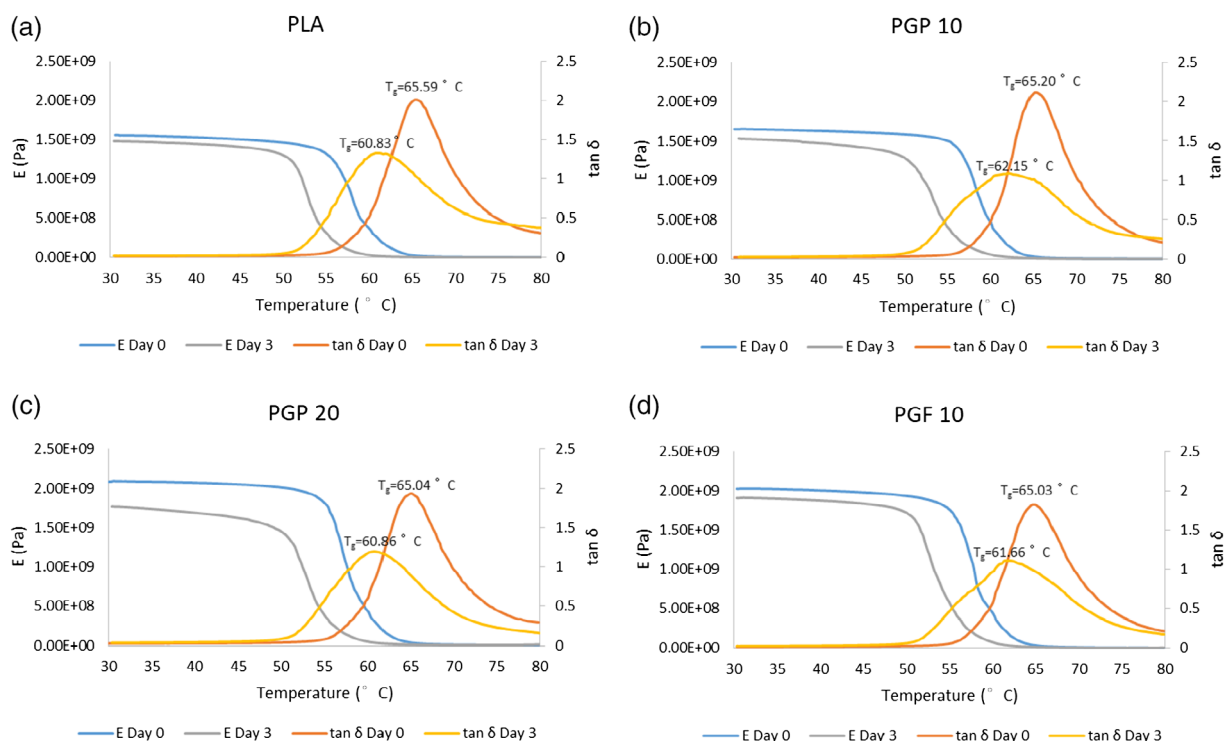 (a)
PLA
2.50E+09
2.00E+09
1.50E+09
1.00E+09
5.00E+08
0.00E+00
E (Pa)
2.5
2
1.5
1
0.5
0
tan δ
Tg=65.59 ° C
Tg=60.83 ° C
30 35 40 45 50 55 60 65 70 75 80
Temperature ( ° C)
E Day 0 E Day 3 tan δ Day 0 tan δ Day 3
(b)
PGP 10
2.50E+09
2.00E+09
1.50E+09
1.00E+09
5.00E+08
0.00E+00
E (Pa)
2.5
2
1.5
1
0.5
0
tan δ
Tg=65.20 ° C
Tg=62.15 ° C
30 35 40 45 50 55 60 65 70 75 80
Temperature ( ° C)
E Day 0 E Day 3 tan δ Day 0 tan δ Day 3
(c)
PGP 20
2.50E+09
2.00E+09
1.50E+09
1.00E+09
5.00E+08
0.00E+00
E (Pa)
2.5
2
1.5
1
0.5
0
tan δ
Tg=65.04 ° C
Tg=60.86 ° C
30 35 40 45 50 55 60 65 70 75 80
Temperature ( ° C)
E Day 0 E Day 3 tan δ Day 0 tan δ Day 3
(d)
PGF 10
2.50E+09
2.00E+09
1.50E+09
1.00E+09
5.00E+08
0.00E+00
E (Pa)
2.5
2
1.5
1
0.5
0
tan δ
Tg=65.03 ° C
Tg=61.66 ° C
30 35 40 45 50 55 60 65 70 75 80
Temperature ( ° C)
E Day 0 E Day 3 tan δ Day 0 tan δ Day 3